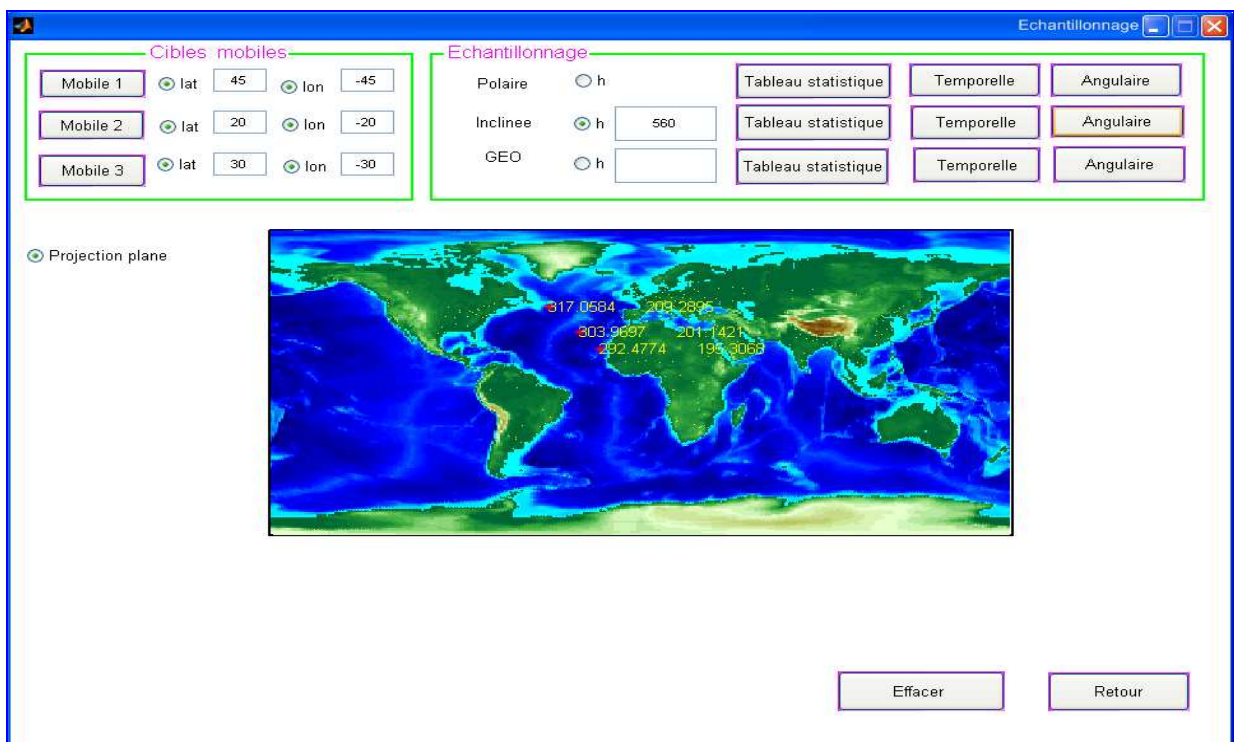 Echantillonnage
Cibles mobiles
Mobile 1 lat 45 lon -45
Mobile 2 lat 20 lon -20
Mobile 3 lat 30 lon -30
Echantillonnage
Polaire h Tableau statistique Temporelle Angulaire
Inclinee h 560 Tableau statistique Temporelle Angulaire
GEO h Tableau statistique Temporelle Angulaire
Projection plane
317.0584 209.2895
303.9697 201.1421
292.4774 195.3068
Effacer Retour